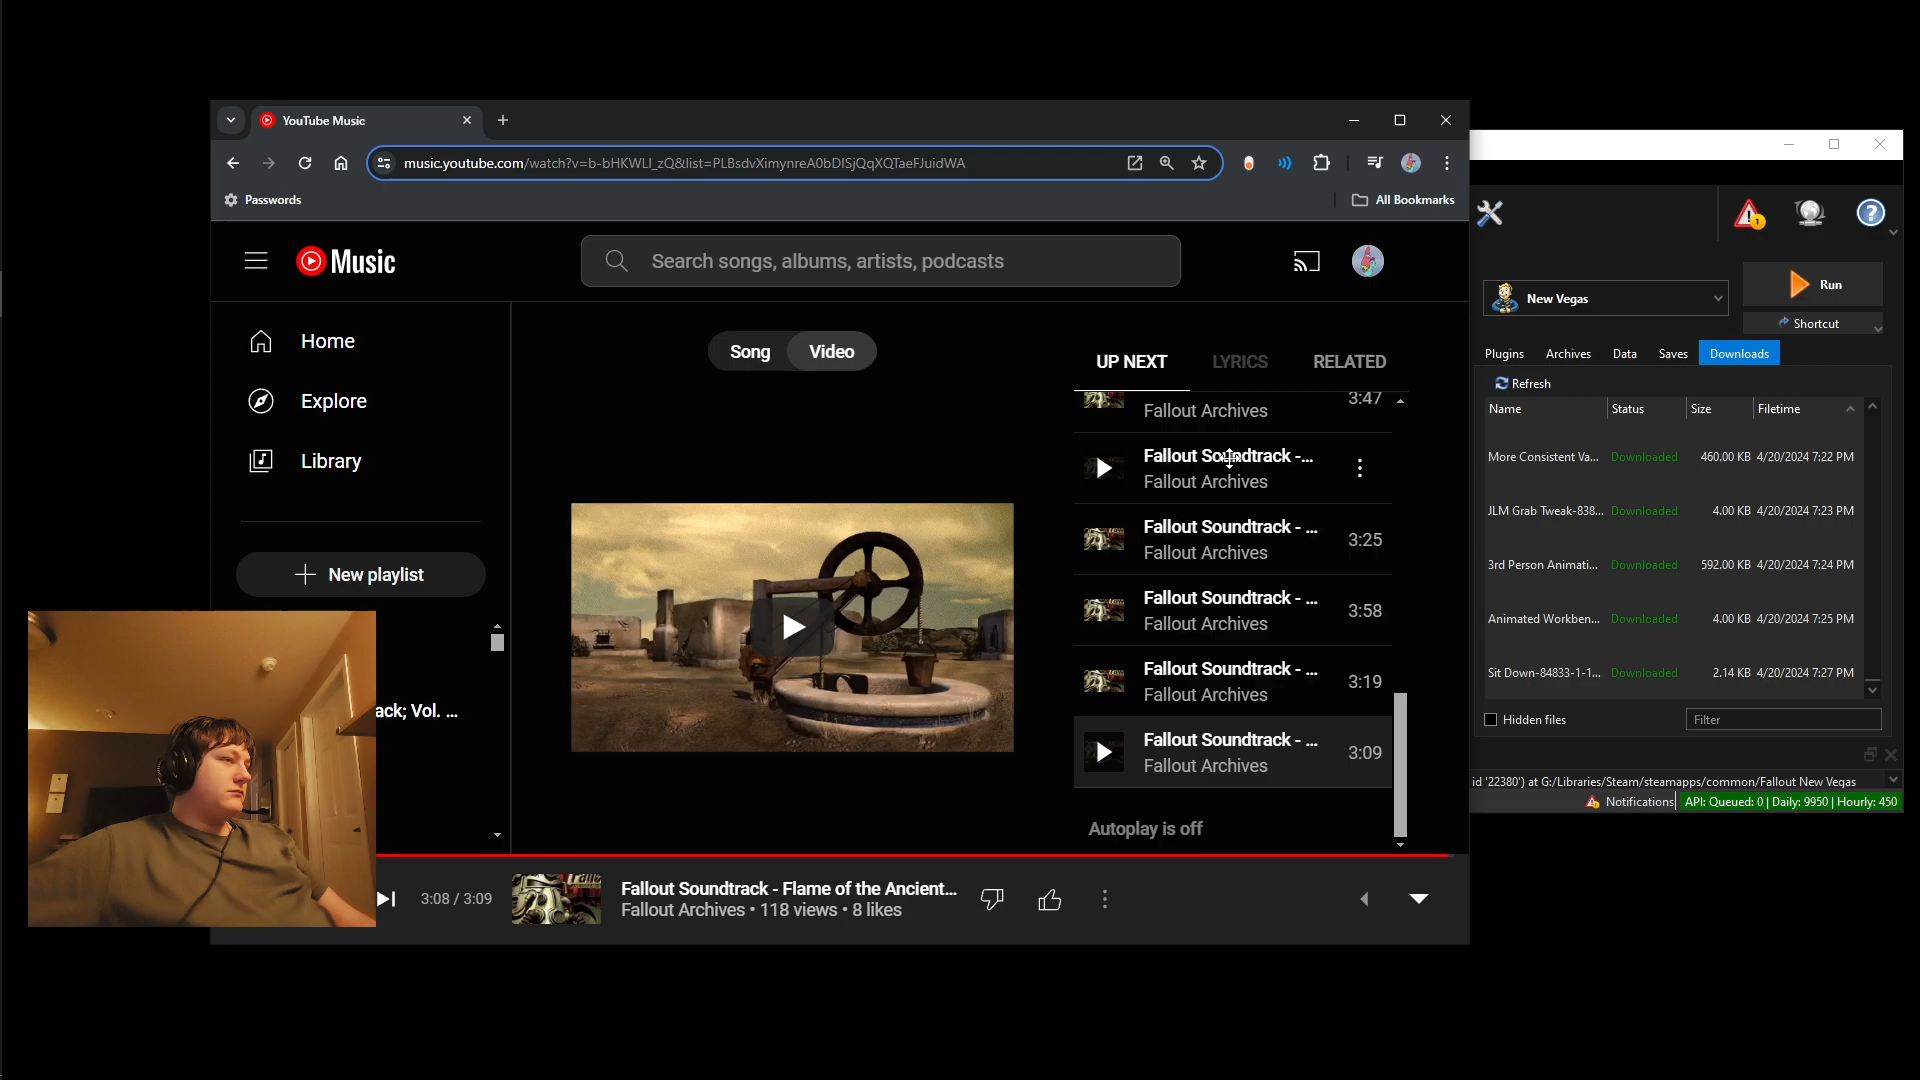 YouTube Music
music.youtube.com/watch?v=b-bHKWLI_zQ&list=PLBsdvXimynreA0bDISjQqXQTaeFJuidWA
Passwords
All Bookmarks
Music
Search songs, albums, artists, podcasts
Home
Explore
Library
New playlist
ack; Vol. ...
Song
Video
UP NEXT
LYRICS
RELATED
Fallout Archives
3:47
Fallout Soundtrack -...
Fallout Archives
Fallout Soundtrack - ...
Fallout Archives
3:25
Fallout Soundtrack - ...
Fallout Archives
3:58
Fallout Soundtrack - ...
Fallout Archives
3:19
Fallout Soundtrack - ...
Fallout Archives
3:09
Autoplay is off
3:08 / 3:09
Fallout Soundtrack - Flame of the Ancient...
Fallout Archives • 118 views • 8 likes
1
?
New Vegas
Run
Shortcut
Plugins
Archives
Data
Saves
Downloads
Refresh
Name Status Size Filetime
More Consistent Va... Downloaded 460.00 KB 4/20/2024 7:22 PM
JLM Grab Tweak-838... Downloaded 4.00 KB 4/20/2024 7:23 PM
3rd Person Animati... Downloaded 592.00 KB 4/20/2024 7:24 PM
Animated Workben... Downloaded 4.00 KB 4/20/2024 7:25 PM
Sit Down-84833-1-1... Downloaded 2.14 KB 4/20/2024 7:27 PM
Hidden files
Filter
id '22380') at G:/Libraries/Steam/steamapps/common/Fallout New Vegas
Notifications
API: Queued: 0 | Daily: 9950 | Hourly: 450